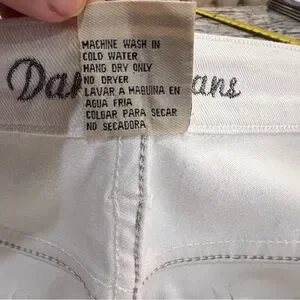 MACHINE WASH IN
COLD WATER
HANG DRY ONLY
NO DRYER
LAVAR A MAQUINA EN
AGUA FRIA
COLGAR PARA SECAR
NO SECADORA